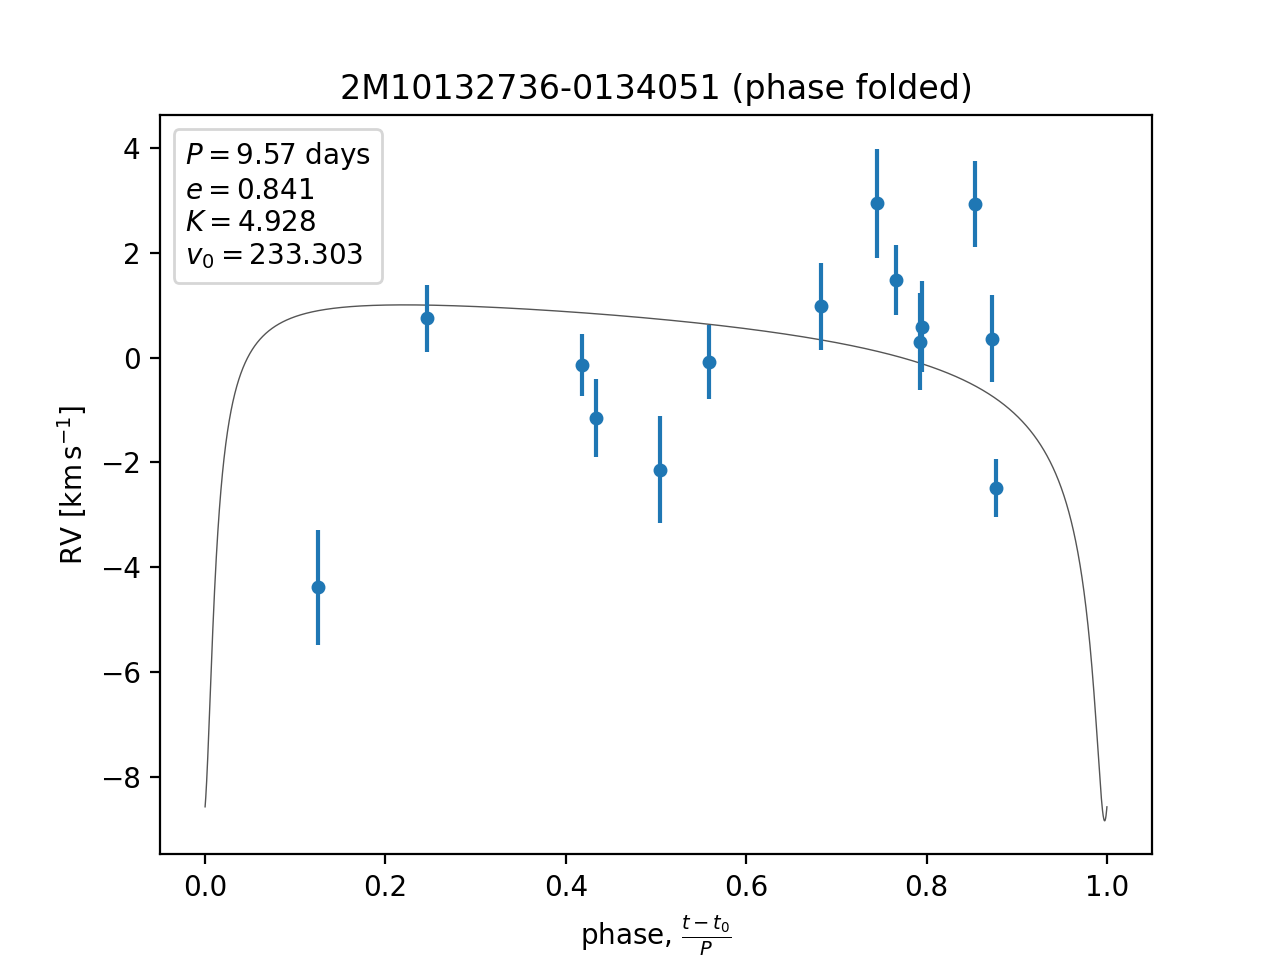 2M10132736-0134051 (phase folded)
P = 9.57 days
e = 0.841
K = 4.928
v₀ = 233.303
4
2
0
−2
−4
−6
−8
RV [km s⁻¹]
0.0 0.2 0.4 0.6 0.8 1.0
phase, (t − t₀)/P